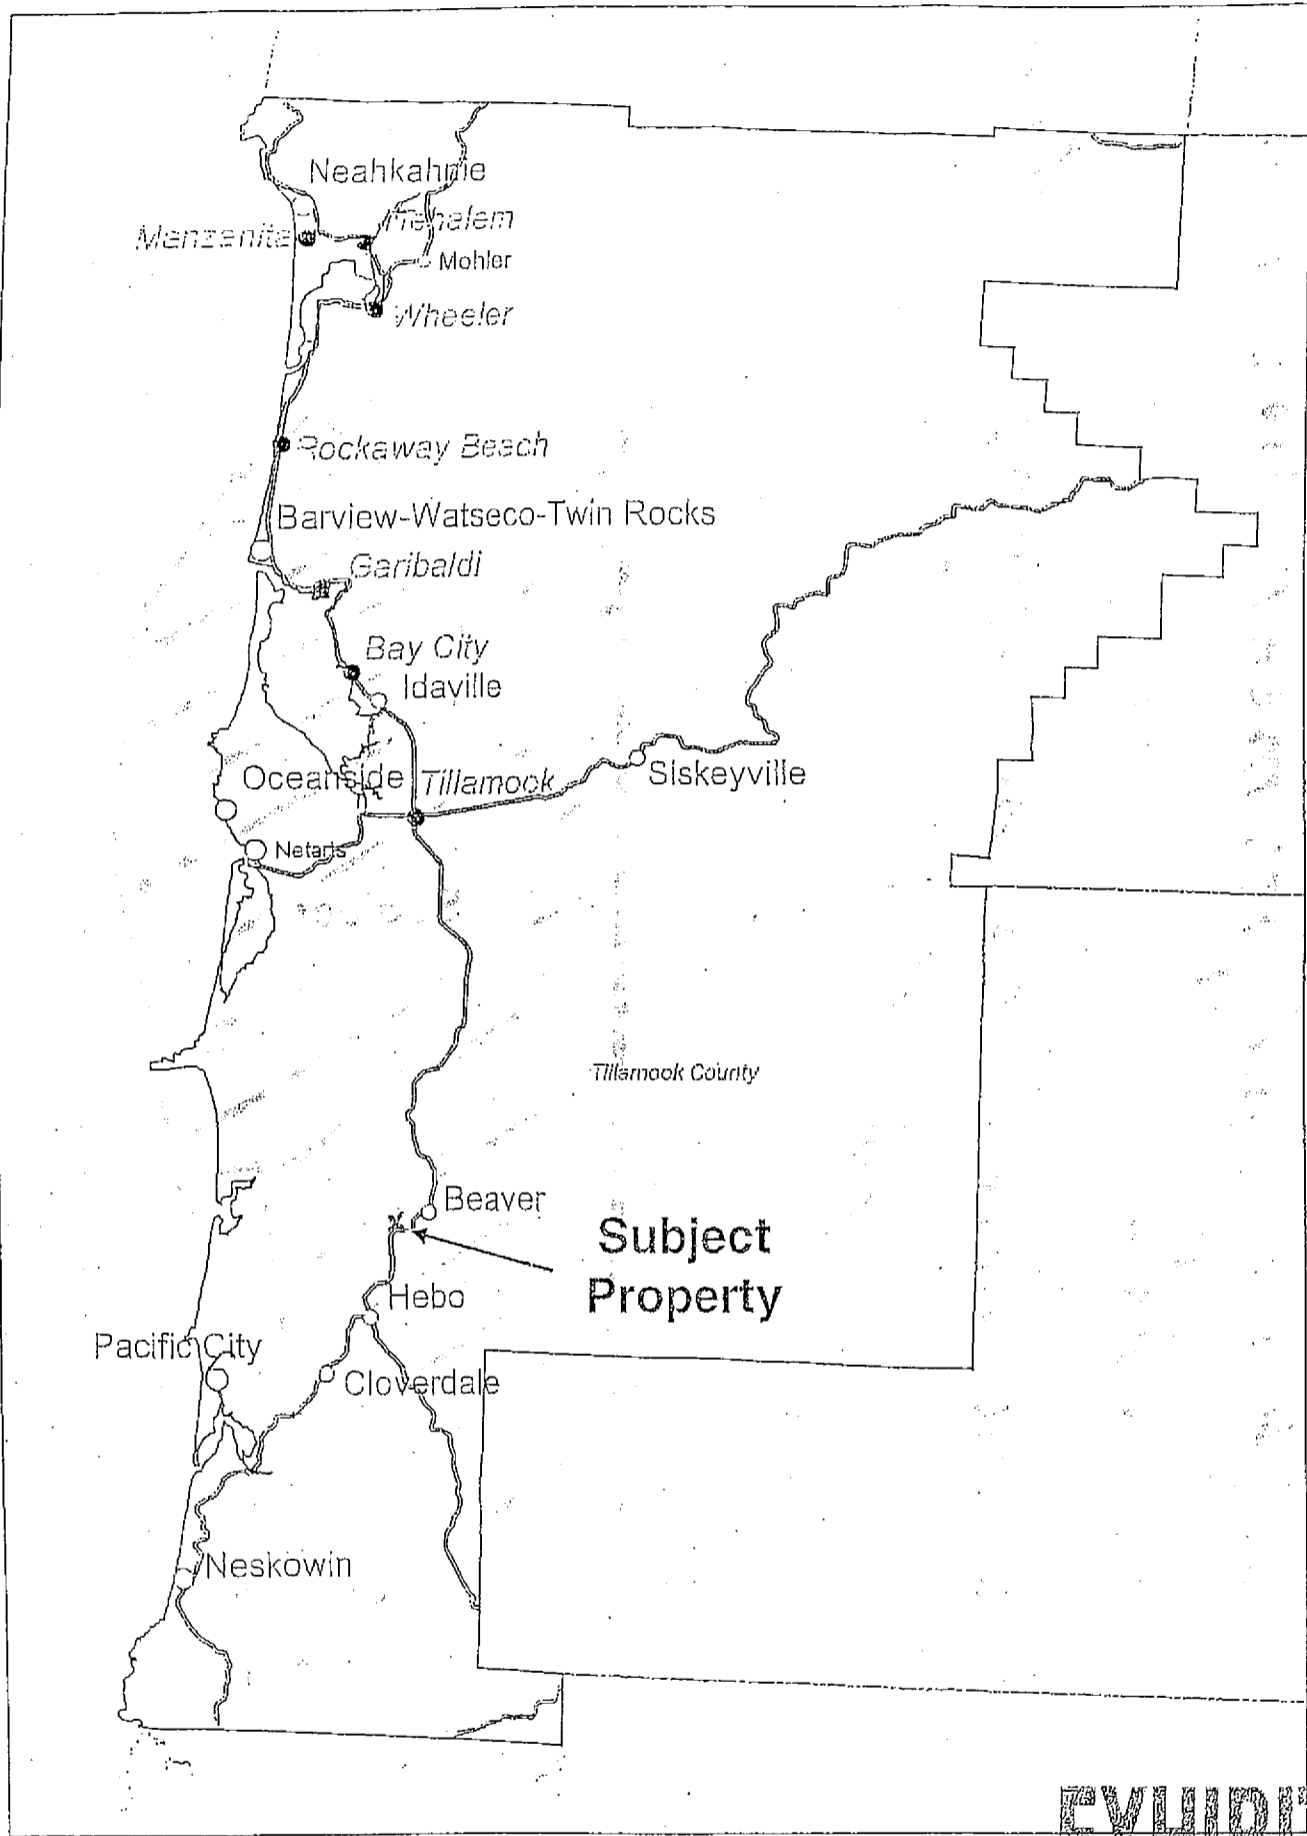 Neahkahnie
Nehalem
Manzanita
Mohler
Wheeler
Rockaway Beach
Barview-Watseco-Twin Rocks
Garibaldi
Bay City
Idaville
Oceanside
Tillamook
Siskeyville
Netarts
Tillamook County
Beaver
Subject
Property
Hebo
Pacific City
Cloverdale
Neskowin